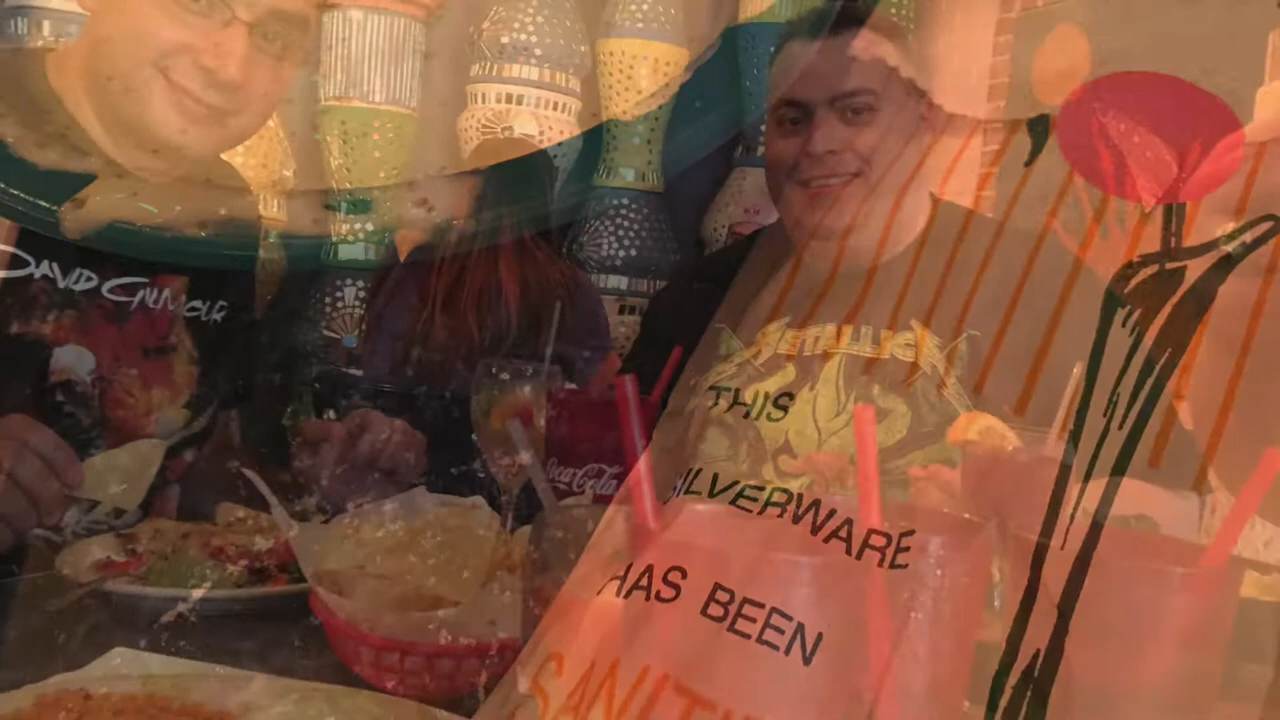 DAVID GILMOUR
METALLICA
THIS
Coca-Cola
SILVERWARE
HAS BEEN